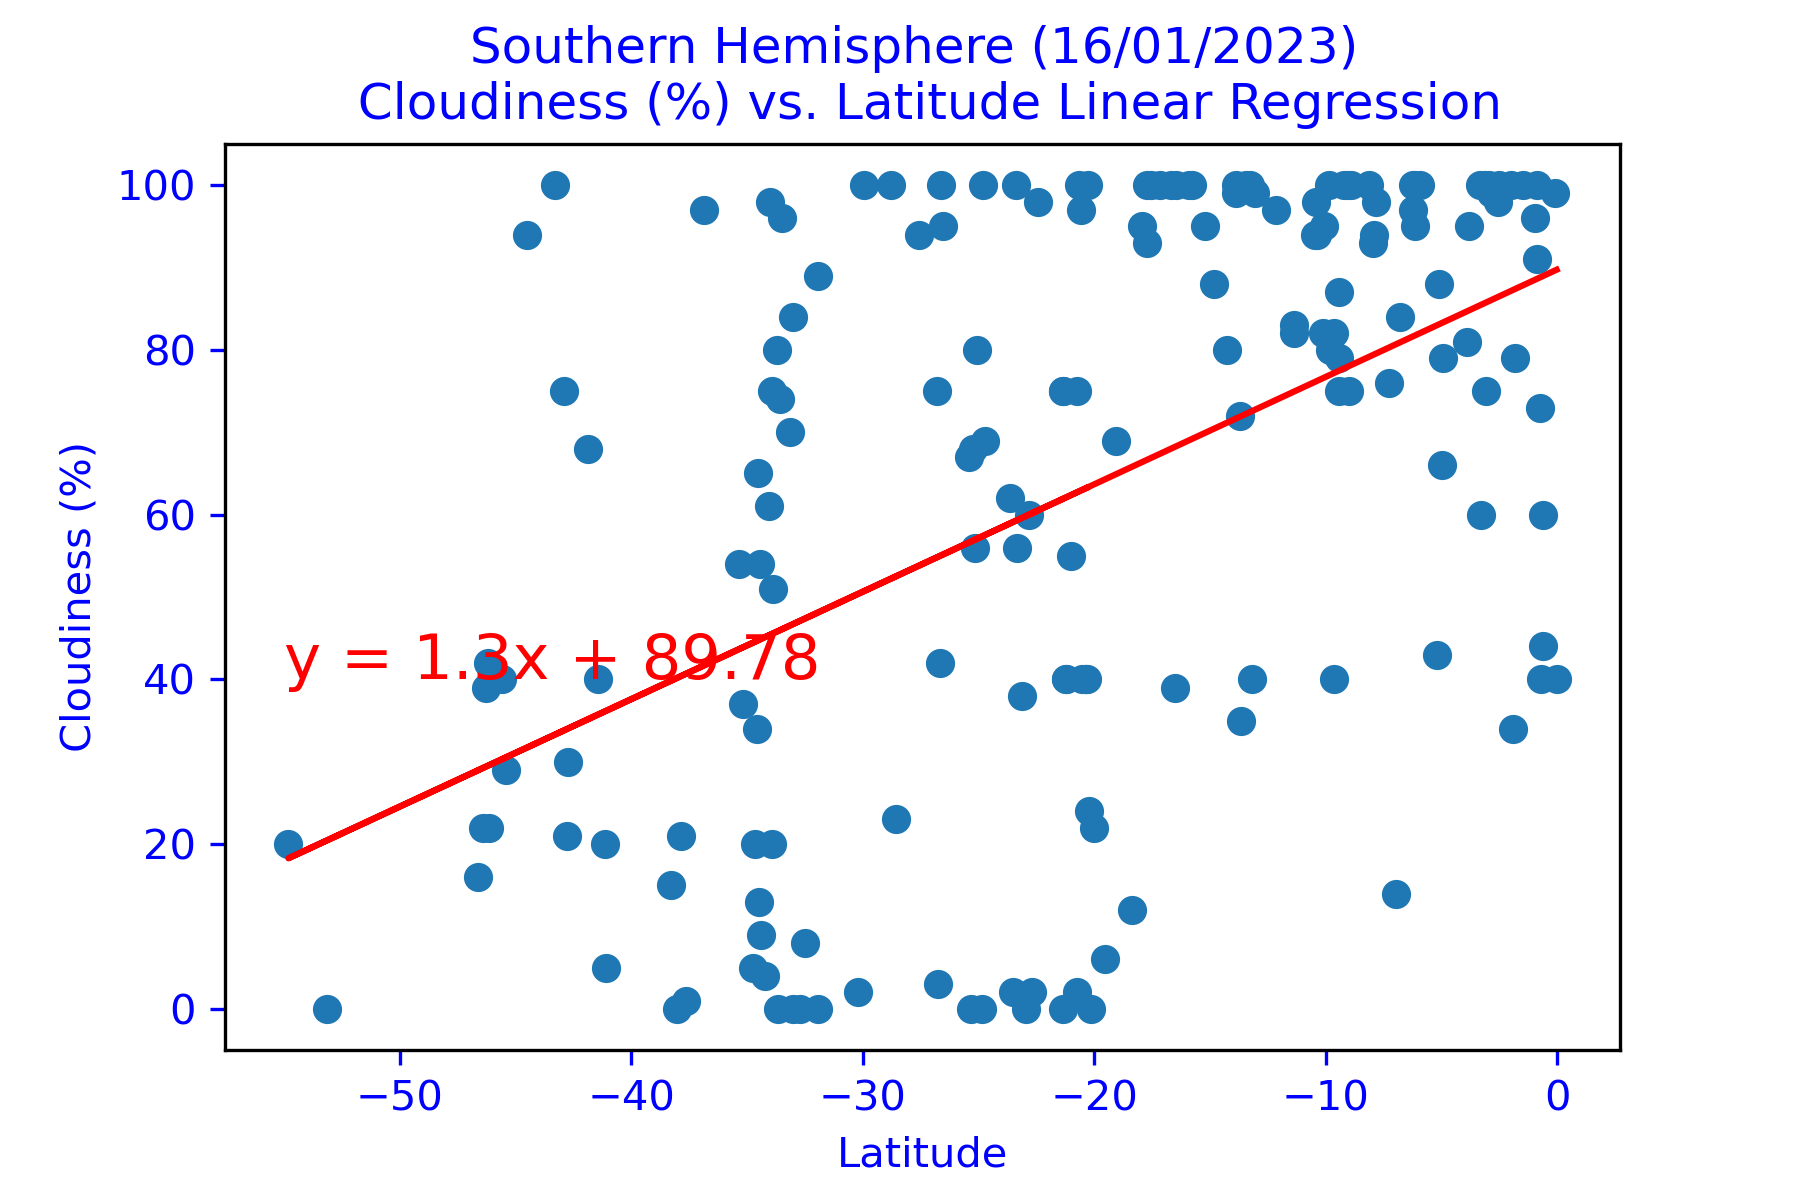 Southern Hemisphere (16/01/2023)
Cloudiness (%) vs. Latitude Linear Regression
100
80
60
40
20
0
Cloudiness (%)
y = 1.3x + 89.78
−50 −40 −30 −20 −10 0
Latitude